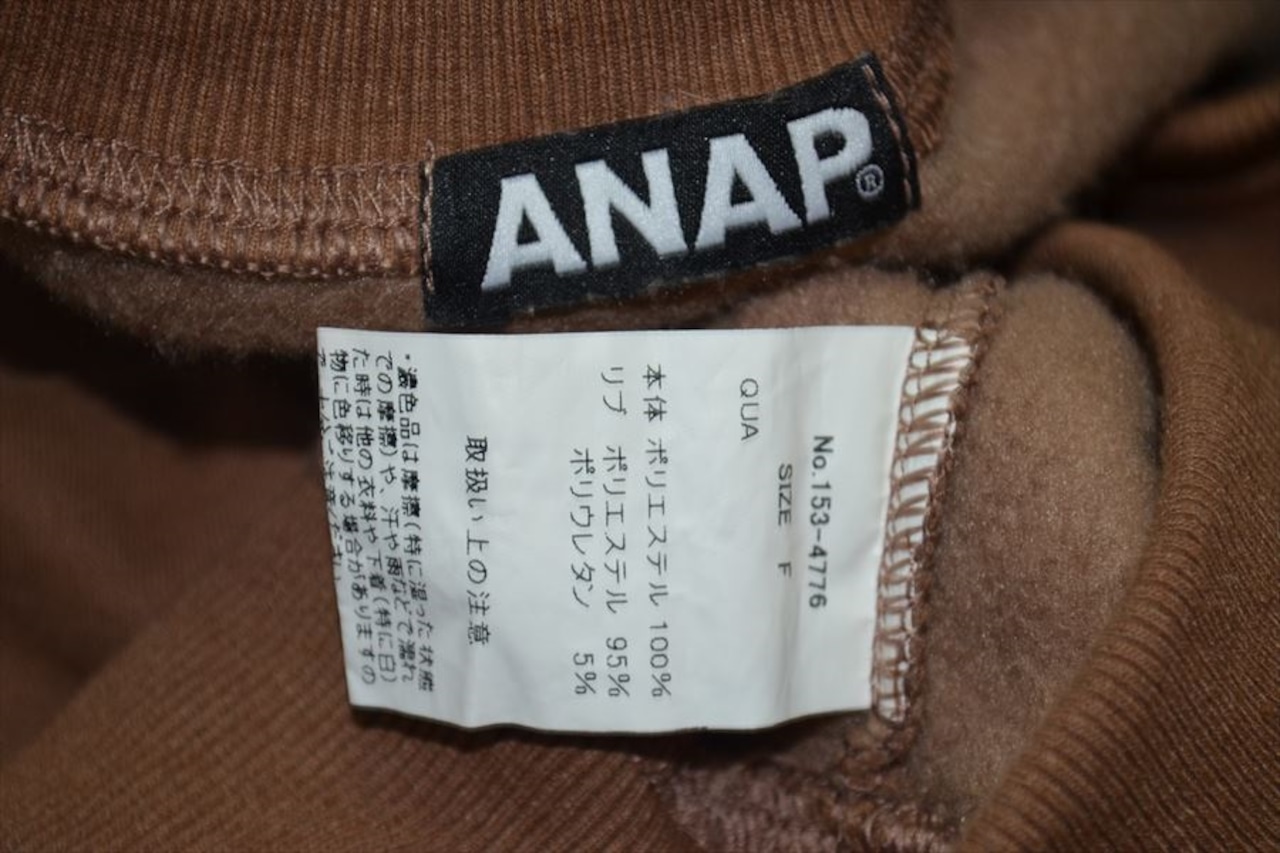 ANAP®
No.153-4776
SIZE F
QUA
本体 ポリエステル 100%
リブ ポリエステル 95%
ポリウレタン 5%
取扱い上の注意
・濃色品は摩擦(特に湿った状態
での摩擦)や、汗や雨などで濡れ
た時は他の衣料や下着(特に白)
物に色移りする場合がありますの
で